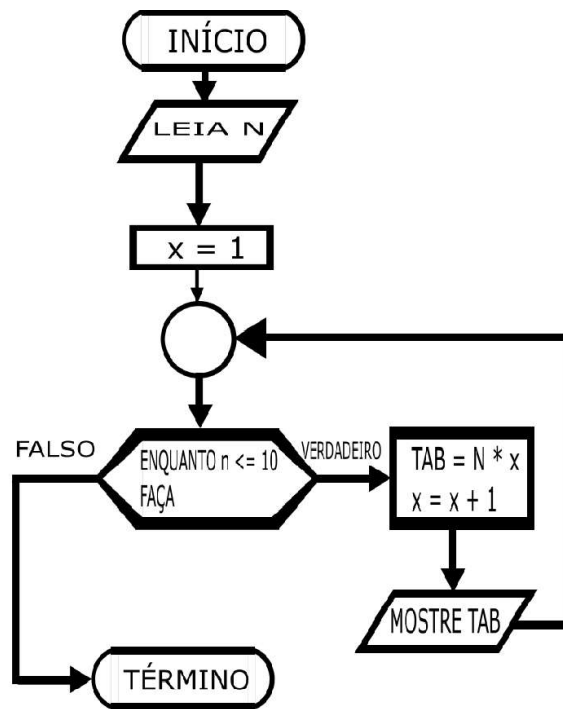 INÍCIO
LEIA N
x = 1
FALSO
ENQUANTO n <= 10
FAÇA
VERDADEIRO
TAB = N * x
x = x + 1
MOSTRE TAB
TÉRMINO